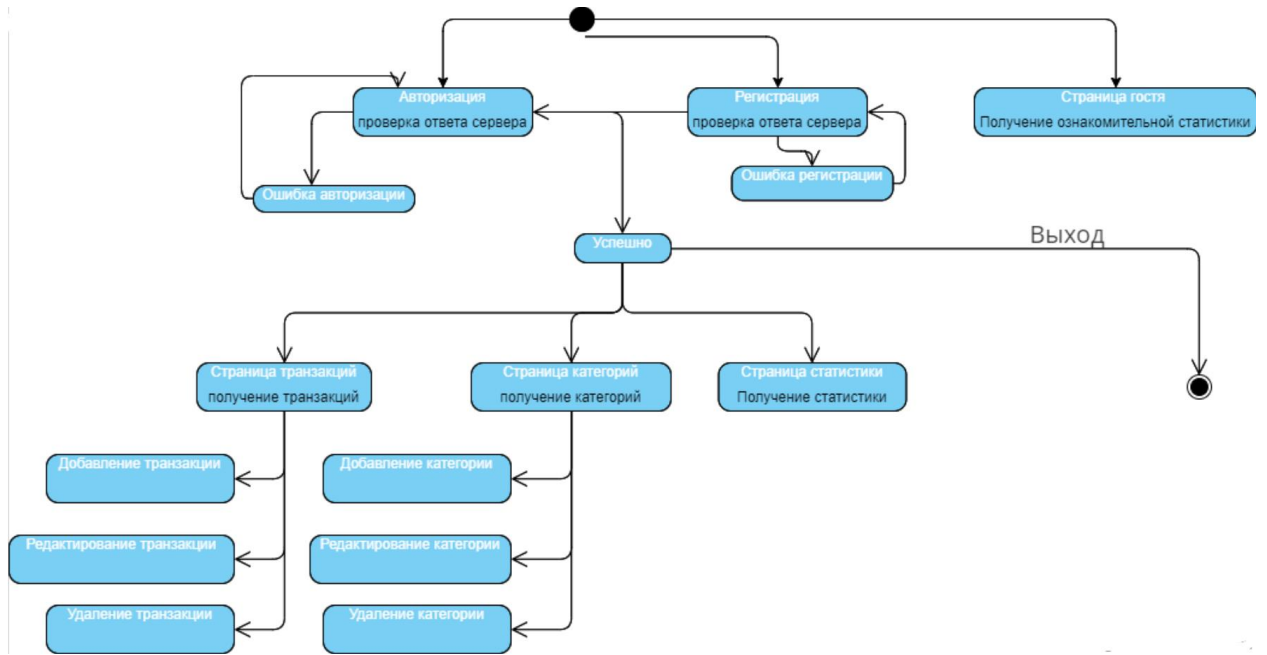 Авторизация
проверка ответа сервера
Регистрация
проверка ответа сервера
Страница гостя
Получение ознакомительной статистики
Ошибка авторизации
Ошибка регистрации
Успешно
Выход
Страница транзакций
получение транзакций
Страница категорий
получение категорий
Страница статистики
Получение статистики
Добавление транзакции
Добавление категории
Редактирование транзакции
Редактирование категории
Удаление транзакции
Удаление категории